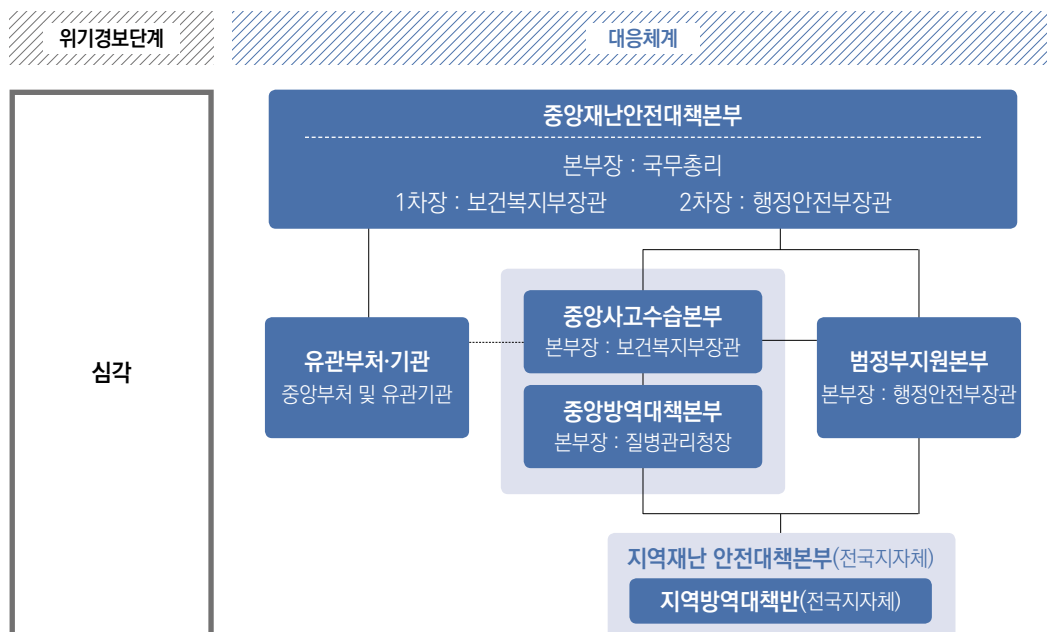 위기경보단계
대응체계
심각
중앙재난안전대책본부
본부장 : 국무총리
1차장 : 보건복지부장관 2차장 : 행정안전부장관
유관부처·기관
중앙부처 및 유관기관
중앙사고수습본부
본부장 : 보건복지부장관
중앙방역대책본부
본부장 : 질병관리청장
범정부지원본부
본부장 : 행정안전부장관
지역재난 안전대책본부(전국지자체)
지역방역대책반(전국지자체)